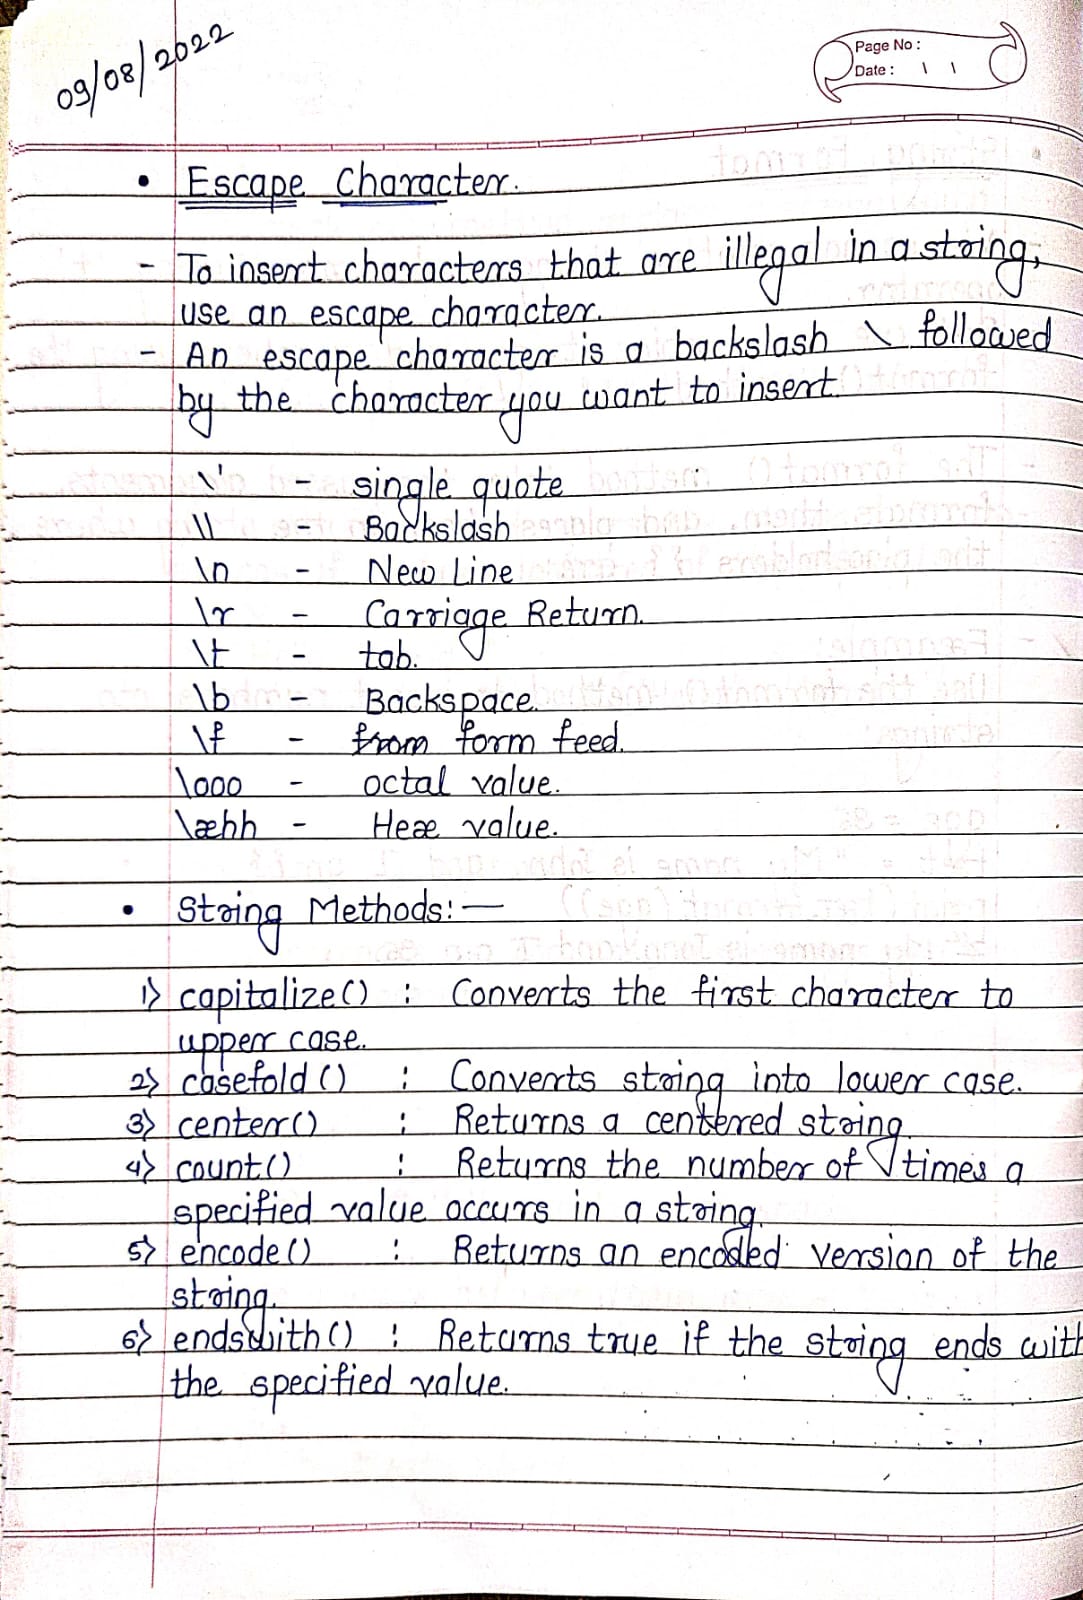 09/08/2022
Page No :
Date : \ \
• Escape Character.
- To insert characters that are illegal in a string,
use an escape character.
- An escape character is a backslash \ followed
by the character you want to insert.
\' - single quote
\\ - Backslash
\n - New Line
\r - Carriage Return.
\t - tab.
\b - Backspace.
\f - from form feed.
\ooo - octal value.
\xhh - Hex value.
• String Methods:-
1) capitalize() : Converts the first character to
upper case.
2) casefold() : Converts string into lower case.
3) center() : Returns a centered string.
4) count() : Returns the number of times a
specified value occurs in a string.
5) encode() : Returns an encoded version of the
string.
6) endswith() : Returns true if the string ends with
the specified value.